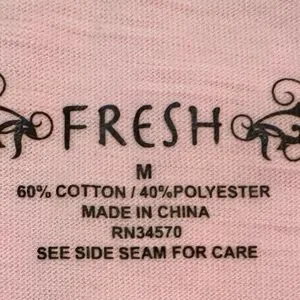 FRESH
M
60% COTTON / 40%POLYESTER
MADE IN CHINA
RN34570
SEE SIDE SEAM FOR CARE